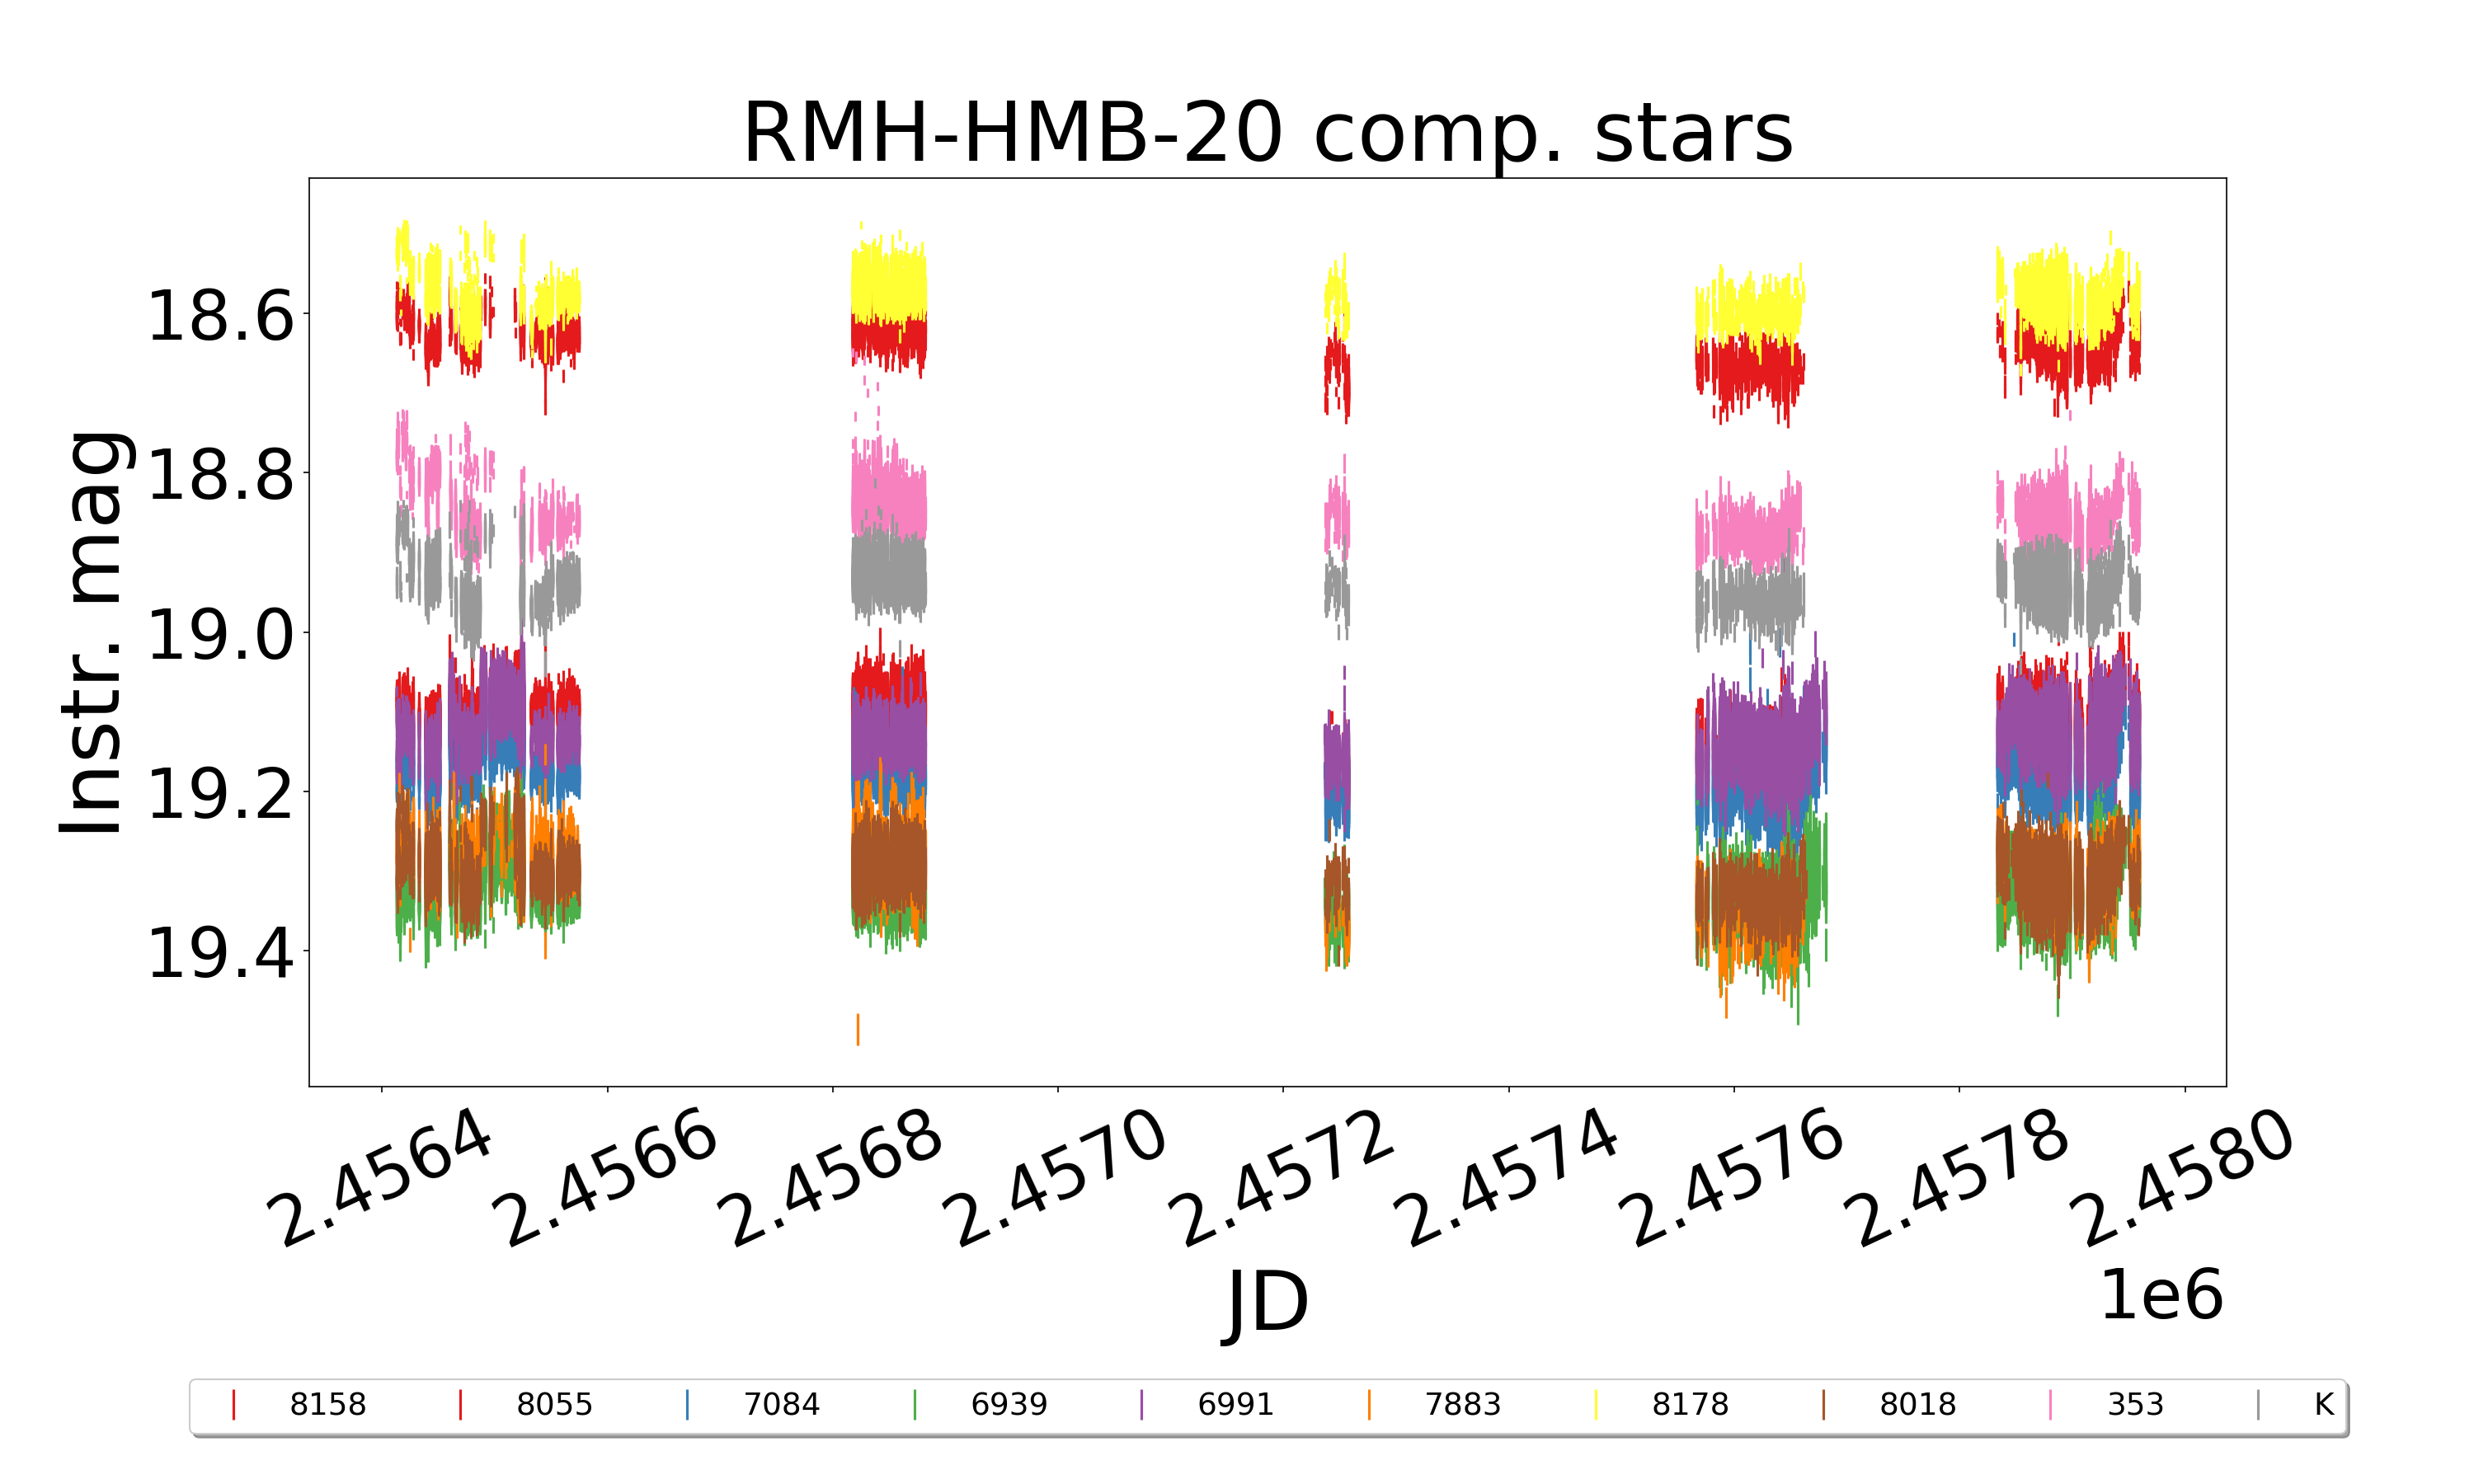 RMH-HMB-20 comp. stars
Instr. mag
18.6
18.8
19.0
19.2
19.4
2.4564 2.4566 2.4568 2.4570 2.4572 2.4574 2.4576 2.4578 2.4580
JD
1e6
8158 8055 7084 6939 6991 7883 8178 8018 353 K